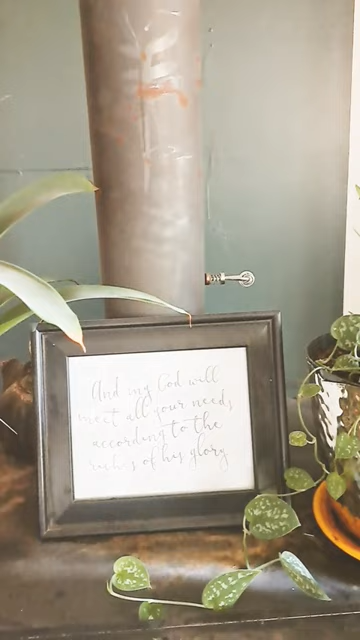 And my God will
meet all your needs
according to the
riches of his glory